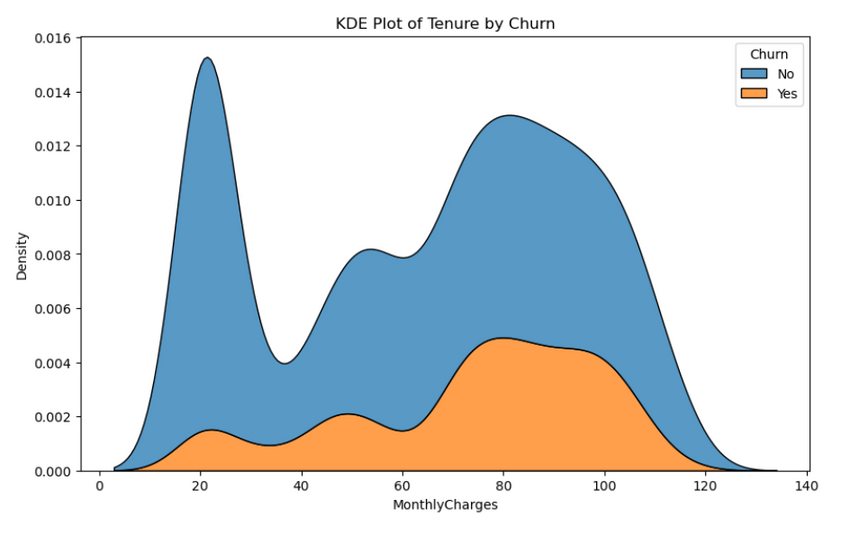 KDE Plot of Tenure by Churn
Churn
No
Yes
0.016
0.014
0.012
0.010
0.008
0.006
0.004
0.002
0.000
Density
0 20 40 60 80 100 120 140
MonthlyCharges